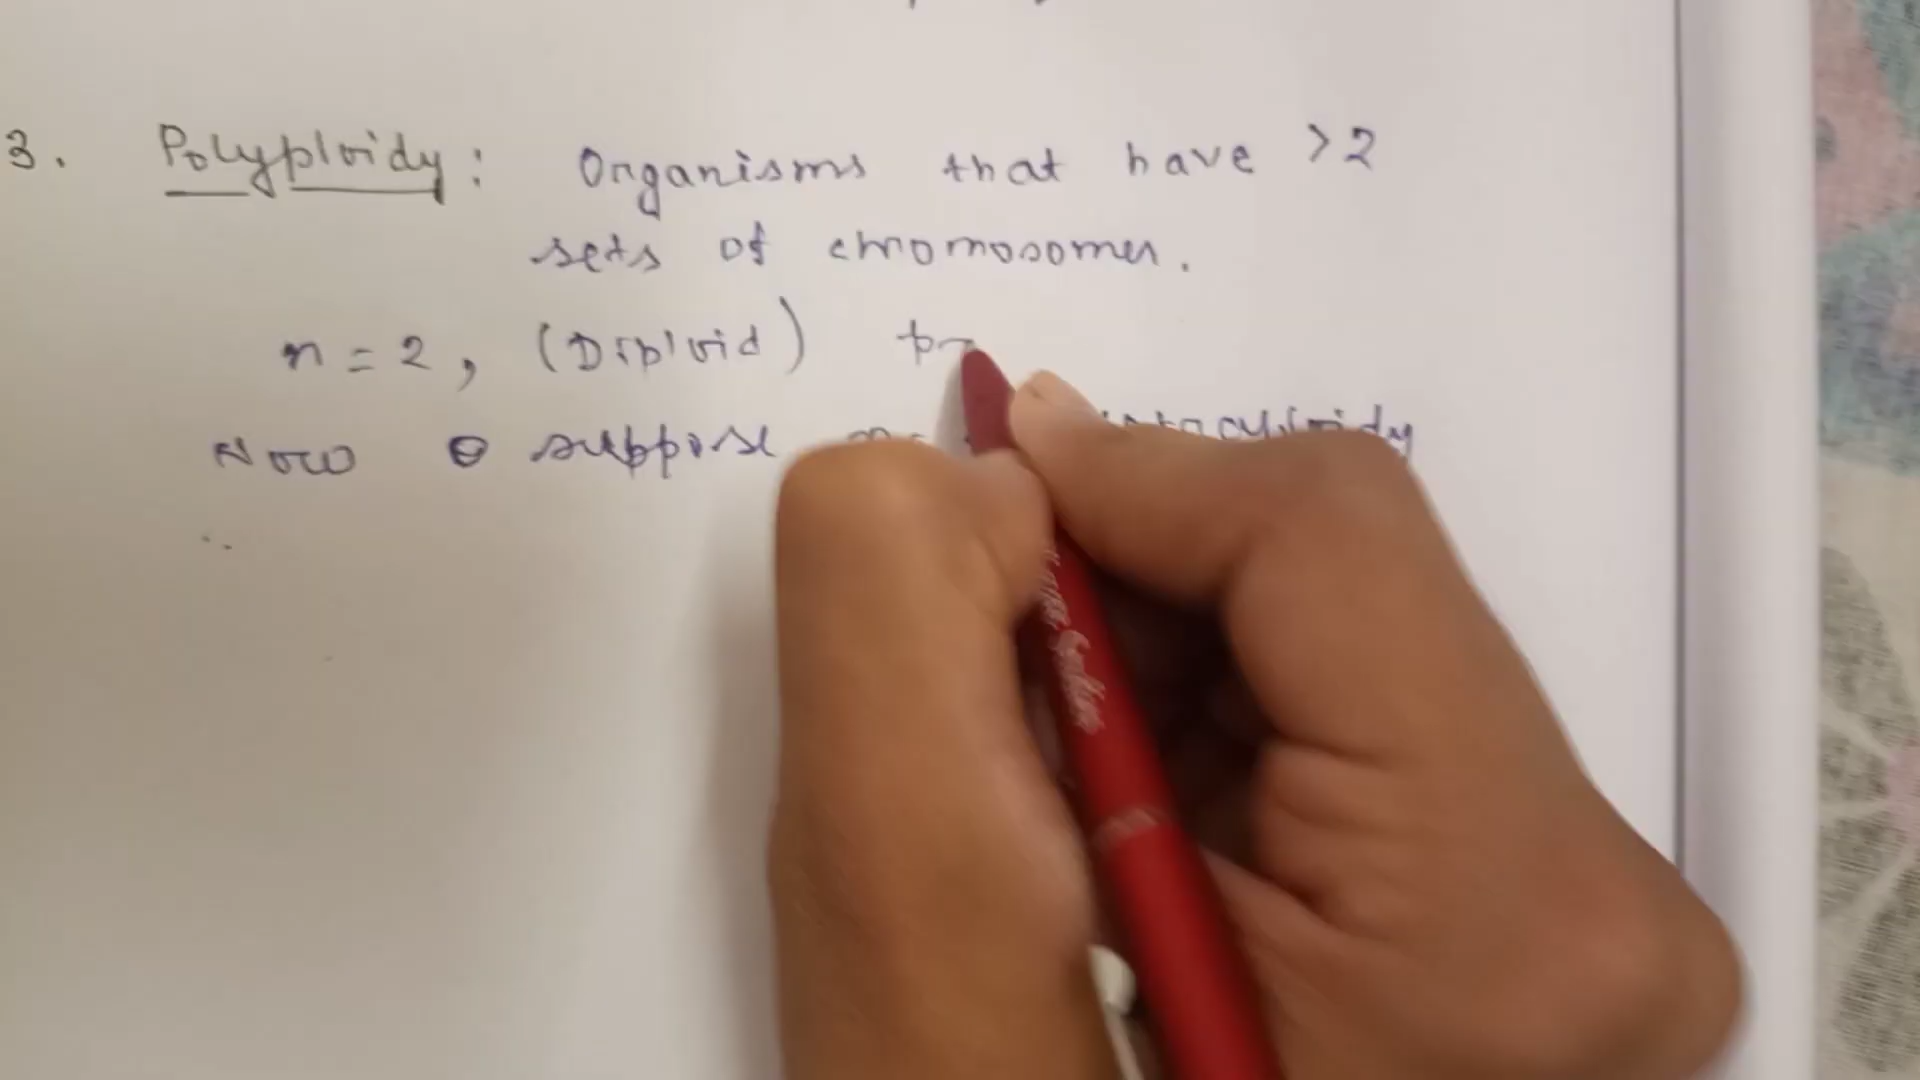 3. Polyploidy: Organisms that have >2
sets of chromosomes.
n = 2, (Diploid)
Now suppose